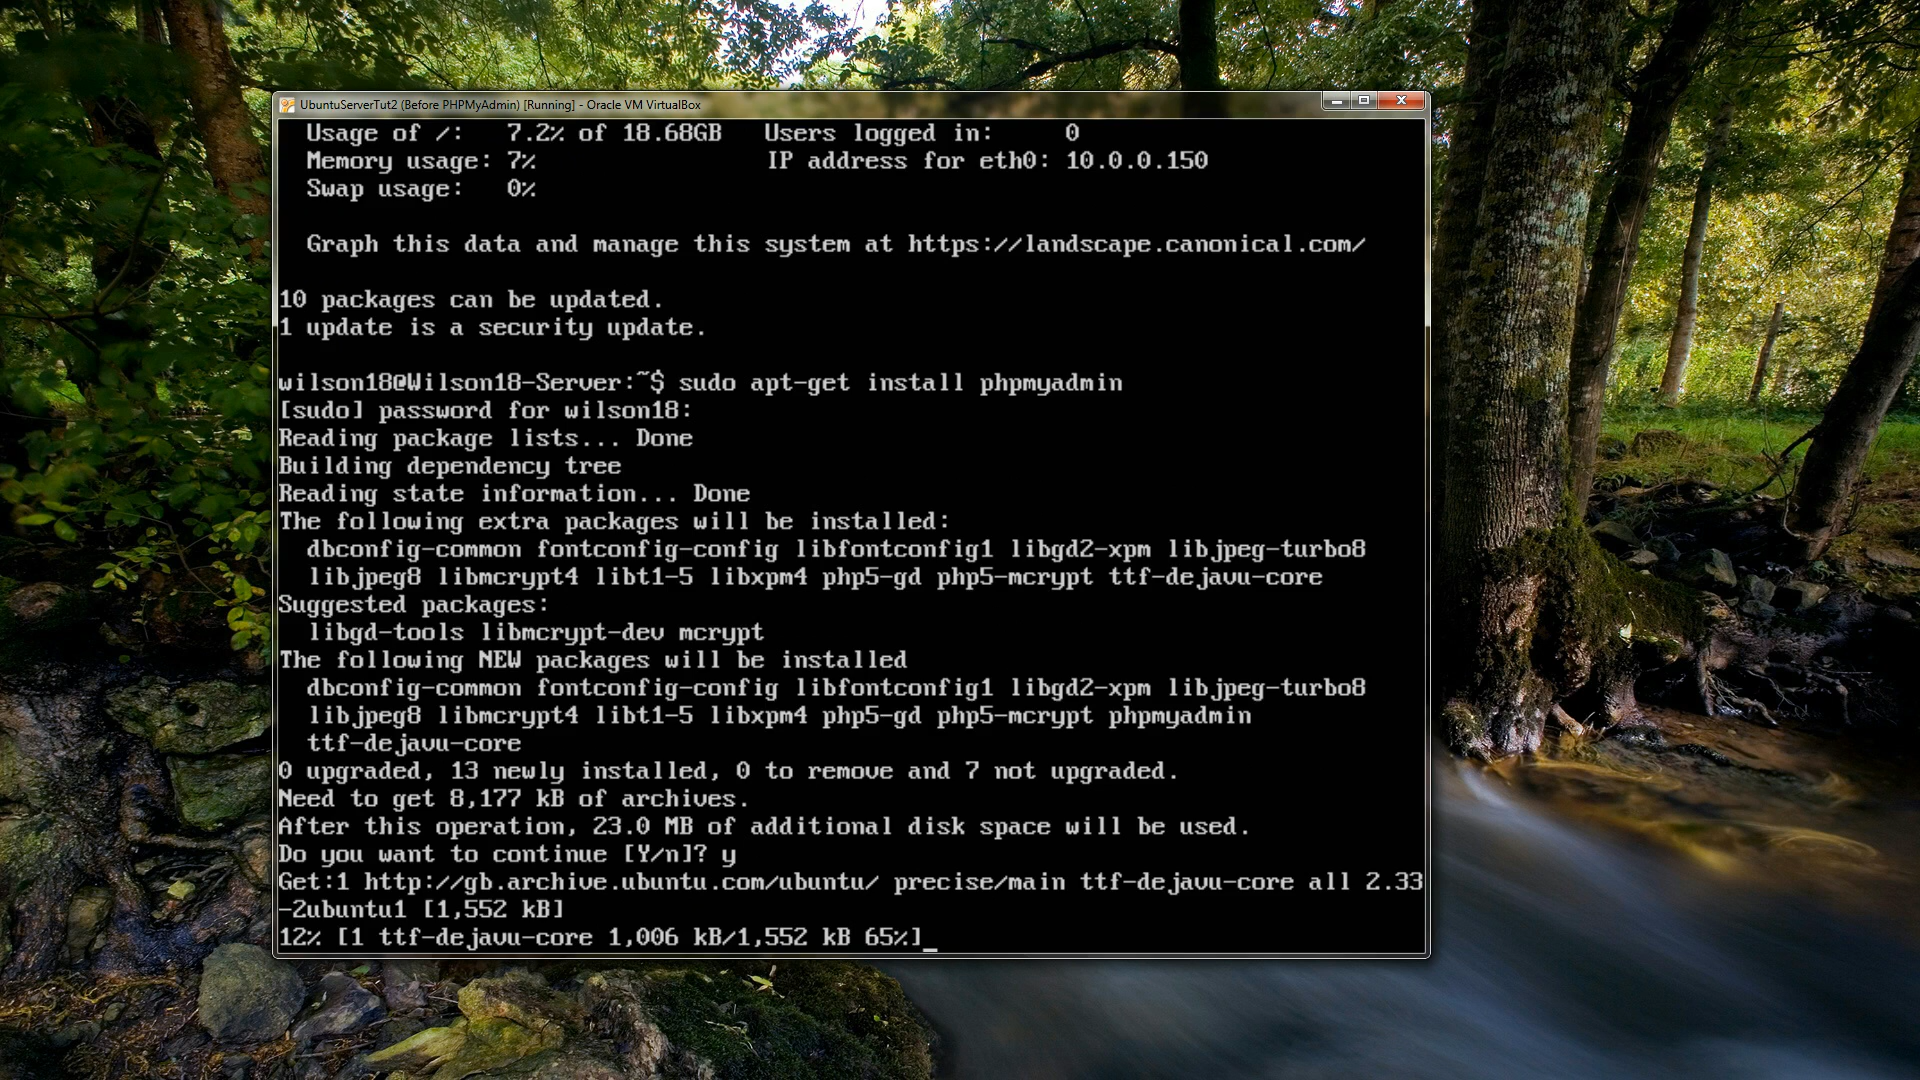 UbuntuServerTut2 (Before PHPMyAdmin) [Running] - Oracle VM VirtualBox
Usage of /:   7.2% of 18.68GB   Users logged in:     0
Memory usage: 7%                IP address for eth0: 10.0.0.150
Swap usage:   0%
Graph this data and manage this system at https://landscape.canonical.com/
10 packages can be updated.
1 update is a security update.
wilson18@Wilson18-Server:~$ sudo apt-get install phpmyadmin
[sudo] password for wilson18:
Reading package lists... Done
Building dependency tree
Reading state information... Done
The following extra packages will be installed:
  dbconfig-common fontconfig-config libfontconfig1 libgd2-xpm libjpeg-turbo8
  libjpeg8 libmcrypt4 libt1-5 libxpm4 php5-gd php5-mcrypt ttf-dejavu-core
Suggested packages:
  libgd-tools libmcrypt-dev mcrypt
The following NEW packages will be installed
  dbconfig-common fontconfig-config libfontconfig1 libgd2-xpm libjpeg-turbo8
  libjpeg8 libmcrypt4 libt1-5 libxpm4 php5-gd php5-mcrypt phpmyadmin
  ttf-dejavu-core
0 upgraded, 13 newly installed, 0 to remove and 7 not upgraded.
Need to get 8,177 kB of archives.
After this operation, 23.0 MB of additional disk space will be used.
Do you want to continue [Y/n]? y
Get:1 http://gb.archive.ubuntu.com/ubuntu/ precise/main ttf-dejavu-core all 2.33
-2ubuntu1 [1,552 kB]
12% [1 ttf-dejavu-core 1,006 kB/1,552 kB 65%]_